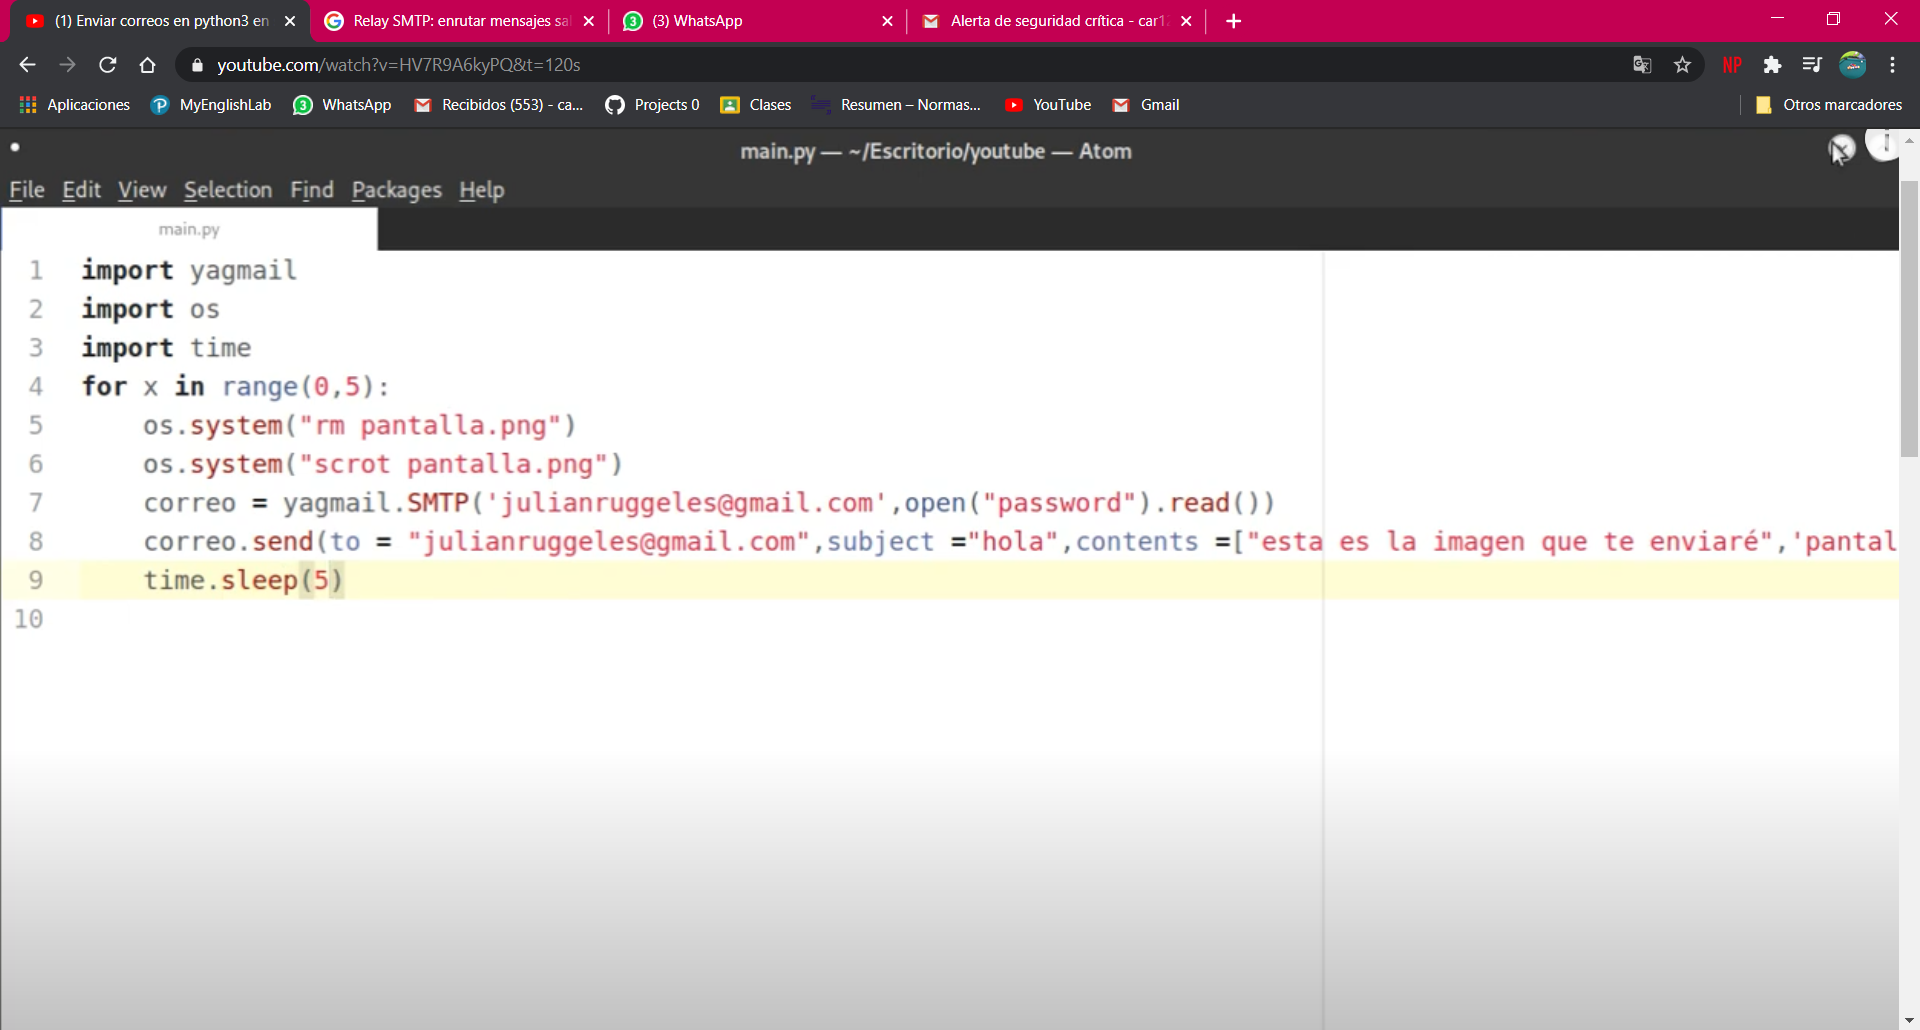 (1) Enviar correos en python3 en
Relay SMTP: enrutar mensajes sa
3 (3) WhatsApp
Alerta de seguridad crítica - car1
youtube.com/watch?v=HV7R9A6kyPQ&t=120s
NP
Aplicaciones
MyEnglishLab
3 WhatsApp
Recibidos (553) - ca...
Projects 0
Clases
Resumen – Normas...
YouTube
Gmail
Otros marcadores
main.py — ~/Escritorio/youtube — Atom
File Edit View Selection Find Packages Help
main.py
1 import yagmail
2 import os
3 import time
4 for x in range(0,5):
5 os.system("rm pantalla.png")
6 os.system("scrot pantalla.png")
7 correo = yagmail.SMTP('julianruggeles@gmail.com',open("password").read())
8 correo.send(to = "julianruggeles@gmail.com",subject ="hola",contents =["esta es la imagen que te enviaré",'pantal
9 time.sleep(5)
10